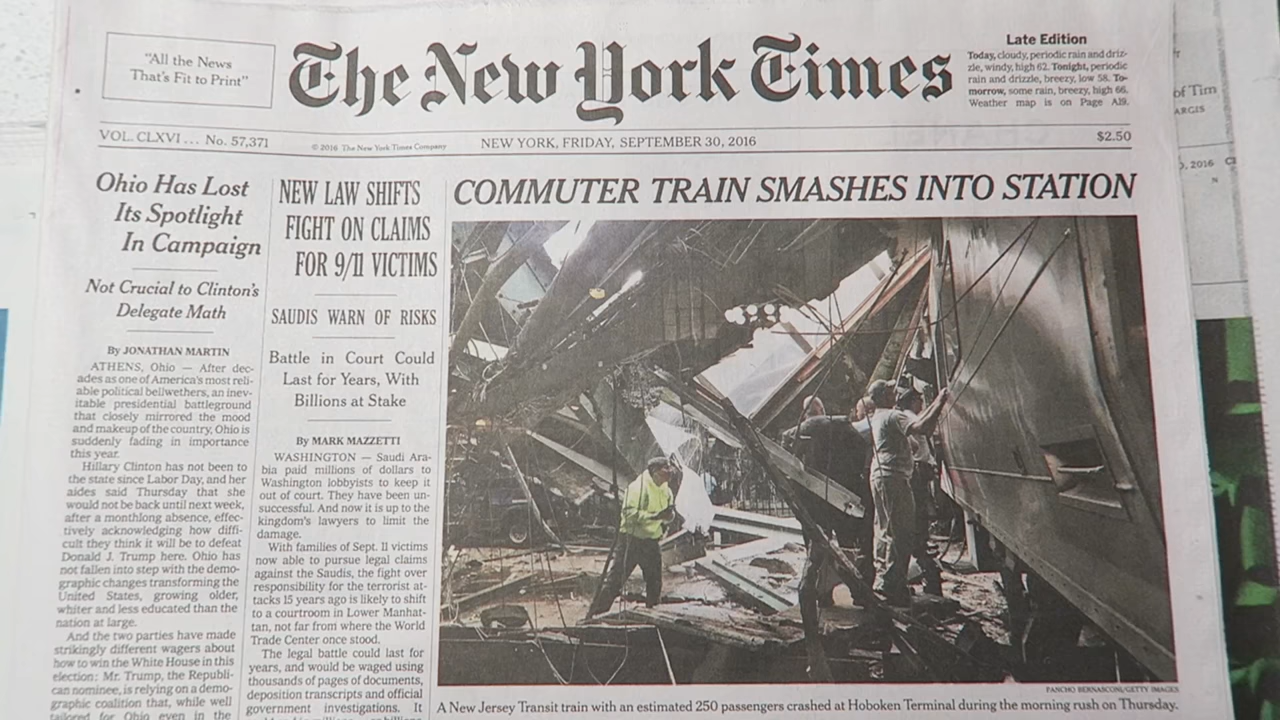 "All the News
That's Fit to Print"
The New York Times
Late Edition
Today, cloudy, periodic rain and driz-
zle, windy, high 62. Tonight, periodic
rain and drizzle, breezy, low 58. To-
morrow, some rain, breezy, high 66.
Weather map is on Page A19.
VOL. CLXVI ... No. 57,371
© 2016 The New York Times Company
NEW YORK, FRIDAY, SEPTEMBER 30, 2016
$2.50
Ohio Has Lost
Its Spotlight
In Campaign
Not Crucial to Clinton's
Delegate Math
By JONATHAN MARTIN
ATHENS, Ohio — After dec-
ades as one of America's most reli-
able political bellwethers, an inev-
itable presidential battleground
that closely mirrored the mood
and makeup of the country, Ohio is
suddenly fading in importance
this year.
Hillary Clinton has not been to
the state since Labor Day, and her
aides said Thursday that she
would not be back until next week,
after a monthlong absence, effec-
tively acknowledging how diffi-
cult they think it will be to defeat
Donald J. Trump here. Ohio has
not fallen into step with the demo-
graphic changes transforming the
United States, growing older,
whiter and less educated than the
nation at large.
And the two parties have made
strikingly different wagers about
how to win the White House in this
election: Mr. Trump, the Republi-
can nominee, is relying on a demo-
graphic coalition that, while well
tailored for Ohio even in the
NEW LAW SHIFTS
FIGHT ON CLAIMS
FOR 9/11 VICTIMS
SAUDIS WARN OF RISKS
Battle in Court Could
Last for Years, With
Billions at Stake
By MARK MAZZETTI
WASHINGTON — Saudi Ara-
bia paid millions of dollars to
Washington lobbyists to keep it
out of court. They have been un-
successful. And now it is up to the
kingdom's lawyers to limit the
damage.
With families of Sept. 11 victims
now able to pursue legal claims
against the Saudis, the fight over
responsibility for the terrorist at-
tacks 15 years ago is likely to shift
to a courtroom in Lower Manhat-
tan, not far from where the World
Trade Center once stood.
The legal battle could last for
years, and would be waged using
thousands of pages of documents,
deposition transcripts and official
government investigations. It
COMMUTER TRAIN SMASHES INTO STATION
PANCHO BERNASCONI/GETTY IMAGES
A New Jersey Transit train with an estimated 250 passengers crashed at Hoboken Terminal during the morning rush on Thursday.
of Tim
ARGIS
, 2016